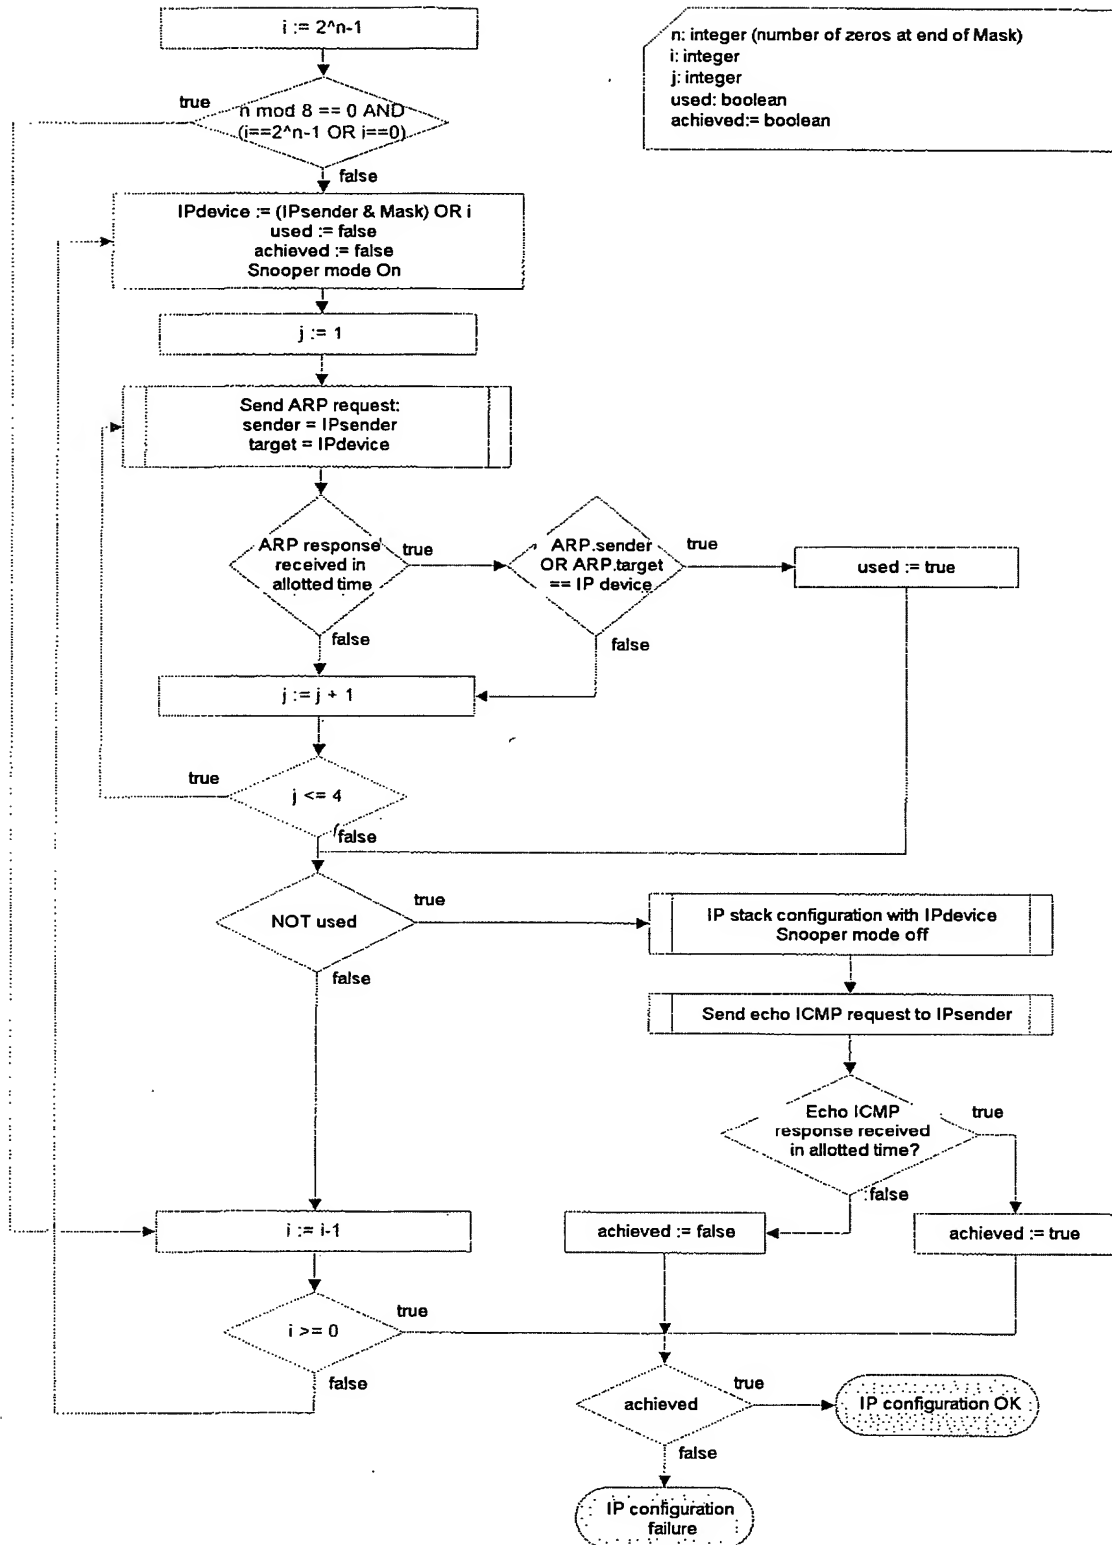 i := 2^n-1
n: integer (number of zeros at end of Mask)
i: integer
j: integer
used: boolean
achieved:= boolean
true
n mod 8 == 0 AND
(i==2^n-1 OR i==0)
false
IPdevice := (IPsender & Mask) OR i
used := false
achieved := false
Snooper mode On
j := 1
Send ARP request:
sender = IPsender
target = IPdevice
ARP response
received in
allotted time
true
ARP.sender
OR ARP.target
== IP device
true
used := true
false
false
j := j + 1
true
j <= 4
false
NOT used
true
IP stack configuration with IPdevice
Snooper mode off
false
Send echo ICMP request to IPsender
Echo ICMP
response received
in allotted time?
true
false
i := i-1
achieved := false
achieved := true
i >= 0
true
false
achieved
true
IP configuration OK
false
IP configuration
failure